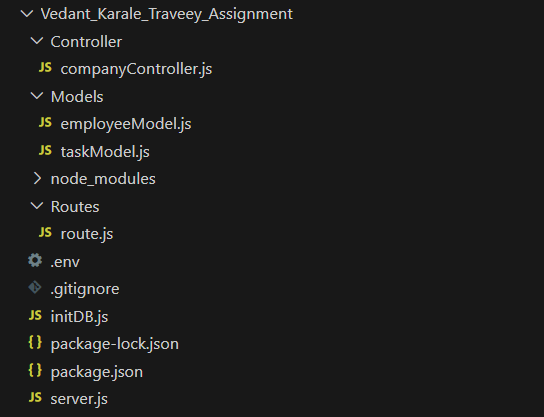 Vedant_Karale_Traveey_Assignment
Controller
JS companyController.js
Models
JS employeeModel.js
JS taskModel.js
node_modules
Routes
JS route.js
.env
.gitignore
JS initDB.js
{} package-lock.json
{} package.json
JS server.js